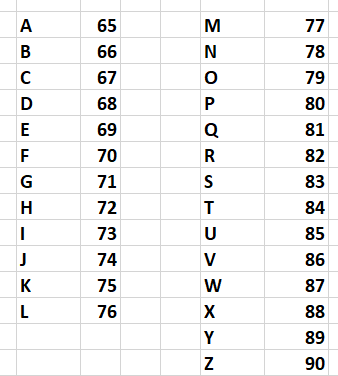 A 65 M 77
B 66 N 78
C 67 O 79
D 68 P 80
E 69 Q 81
F 70 R 82
G 71 S 83
H 72 T 84
I 73 U 85
J 74 V 86
K 75 W 87
L 76 X 88
Y 89
Z 90